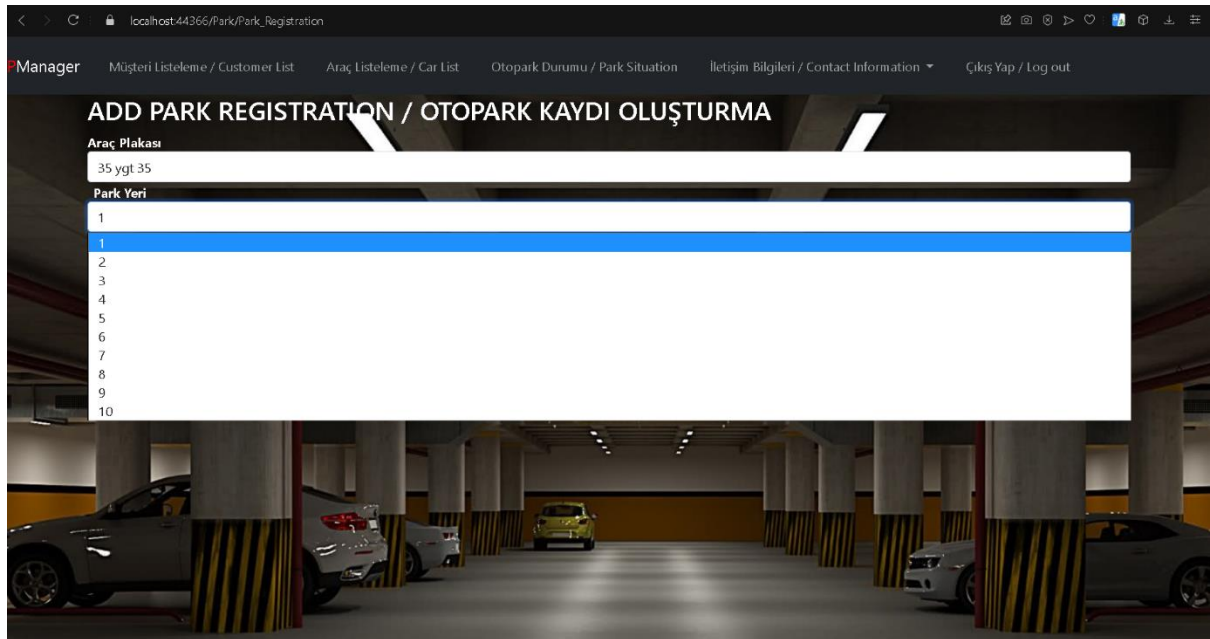 localhost:44366/Park/Park_Registration
PManager Müşteri Listeleme / Customer List Araç Listeleme / Car List Otopark Durumu / Park Situation İletişim Bilgileri / Contact Information Çıkış Yap / Log out
ADD PARK REGISTRATION / OTOPARK KAYDI OLUŞTURMA
Araç Plakası
35 ygt 35
Park Yeri
1
1
2
3
4
5
6
7
8
9
10